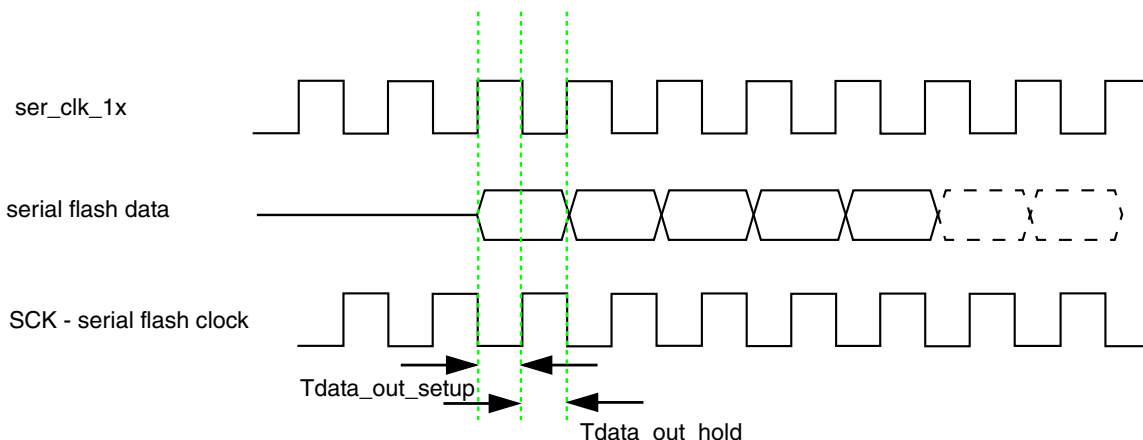 ser_clk_1x
serial flash data
SCK - serial flash clock
Tdata_out_setup
Tdata_out_hold